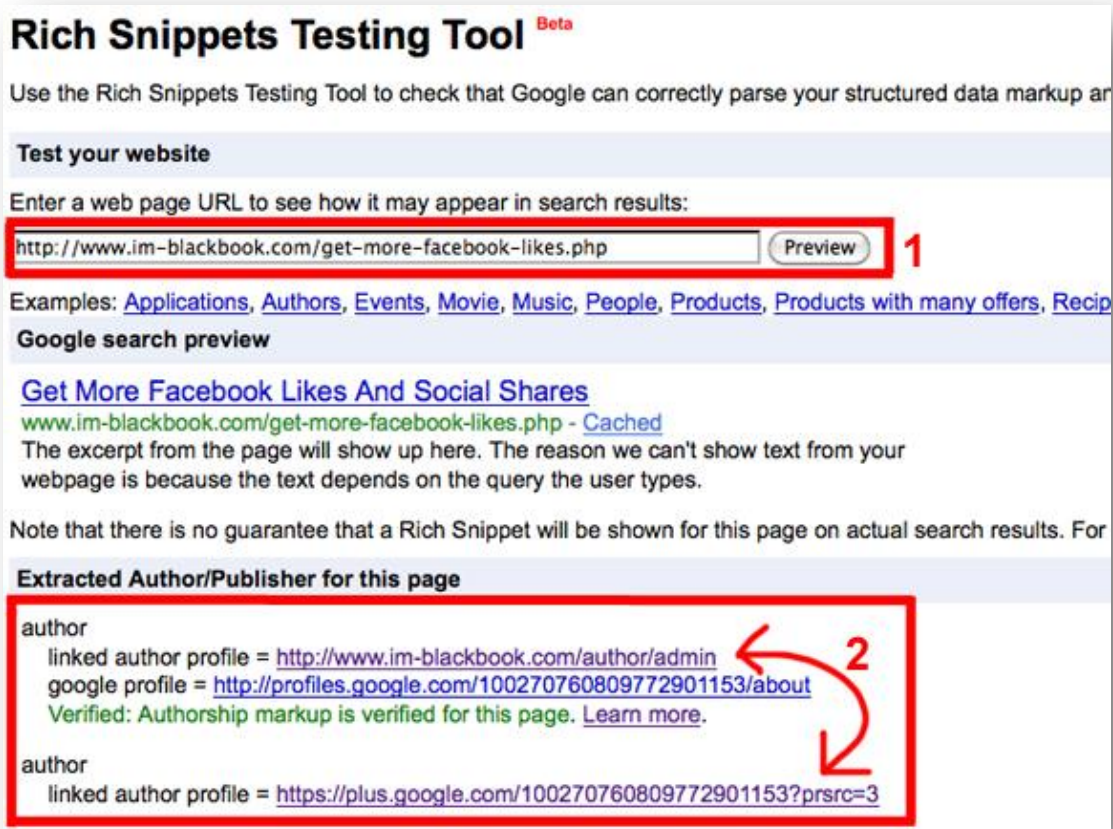 Rich Snippets Testing Tool Beta
Use the Rich Snippets Testing Tool to check that Google can correctly parse your structured data markup an
Test your website
Enter a web page URL to see how it may appear in search results:
http://www.im-blackbook.com/get-more-facebook-likes.php Preview 1
Examples: Applications, Authors, Events, Movie, Music, People, Products, Products with many offers, Recip
Google search preview
Get More Facebook Likes And Social Shares
www.im-blackbook.com/get-more-facebook-likes.php - Cached
The excerpt from the page will show up here. The reason we can't show text from your
webpage is because the text depends on the query the user types.
Note that there is no guarantee that a Rich Snippet will be shown for this page on actual search results. For
Extracted Author/Publisher for this page
author
linked author profile = http://www.im-blackbook.com/author/admin 2
google profile = http://profiles.google.com/100270760809772901153/about
Verified: Authorship markup is verified for this page. Learn more.
author
linked author profile = https://plus.google.com/100270760809772901153?prsrc=3